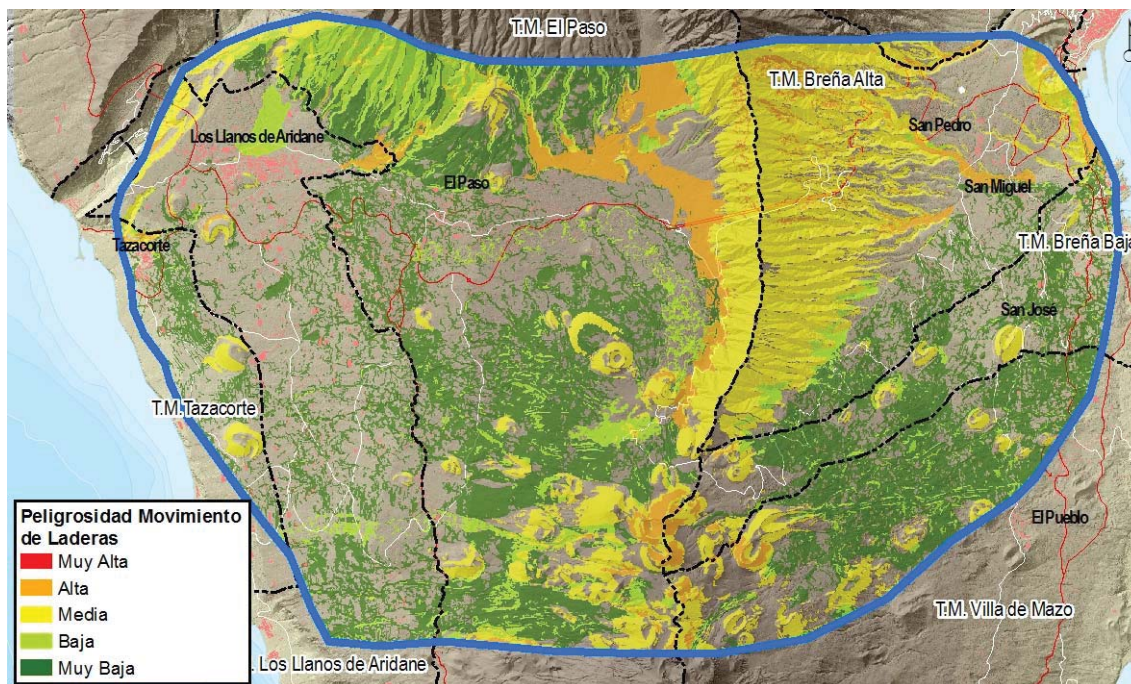 T.M. El Paso
T.M. Breña Alta
San Pedro
Los Llanos de Aridane
El Paso
San Miguel
Tazacorte
T.M. Breña Baja
San José
T.M. Tazacorte
Peligrosidad Movimiento
de Laderas
Muy Alta
Alta
Media
Baja
Muy Baja
El Pueblo
T.M. Villa de Mazo
. Los Llanos de Aridane